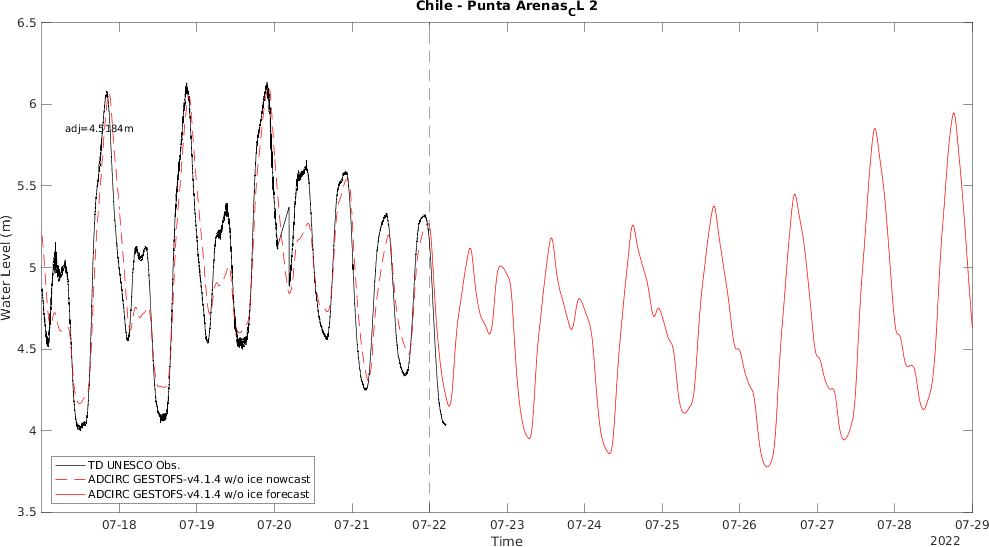 Chile - Punta Arenas_CL 2
6.5
6
5.5
5
4.5
4
3.5
Water Level (m)
adj=4.5184m
TD UNESCO Obs.
ADCIRC GESTOFS-v4.1.4 w/o ice nowcast
ADCIRC GESTOFS-v4.1.4 w/o ice forecast
07-18 07-19 07-20 07-21 07-22 07-23 07-24 07-25 07-26 07-27 07-28 07-29
Time
2022